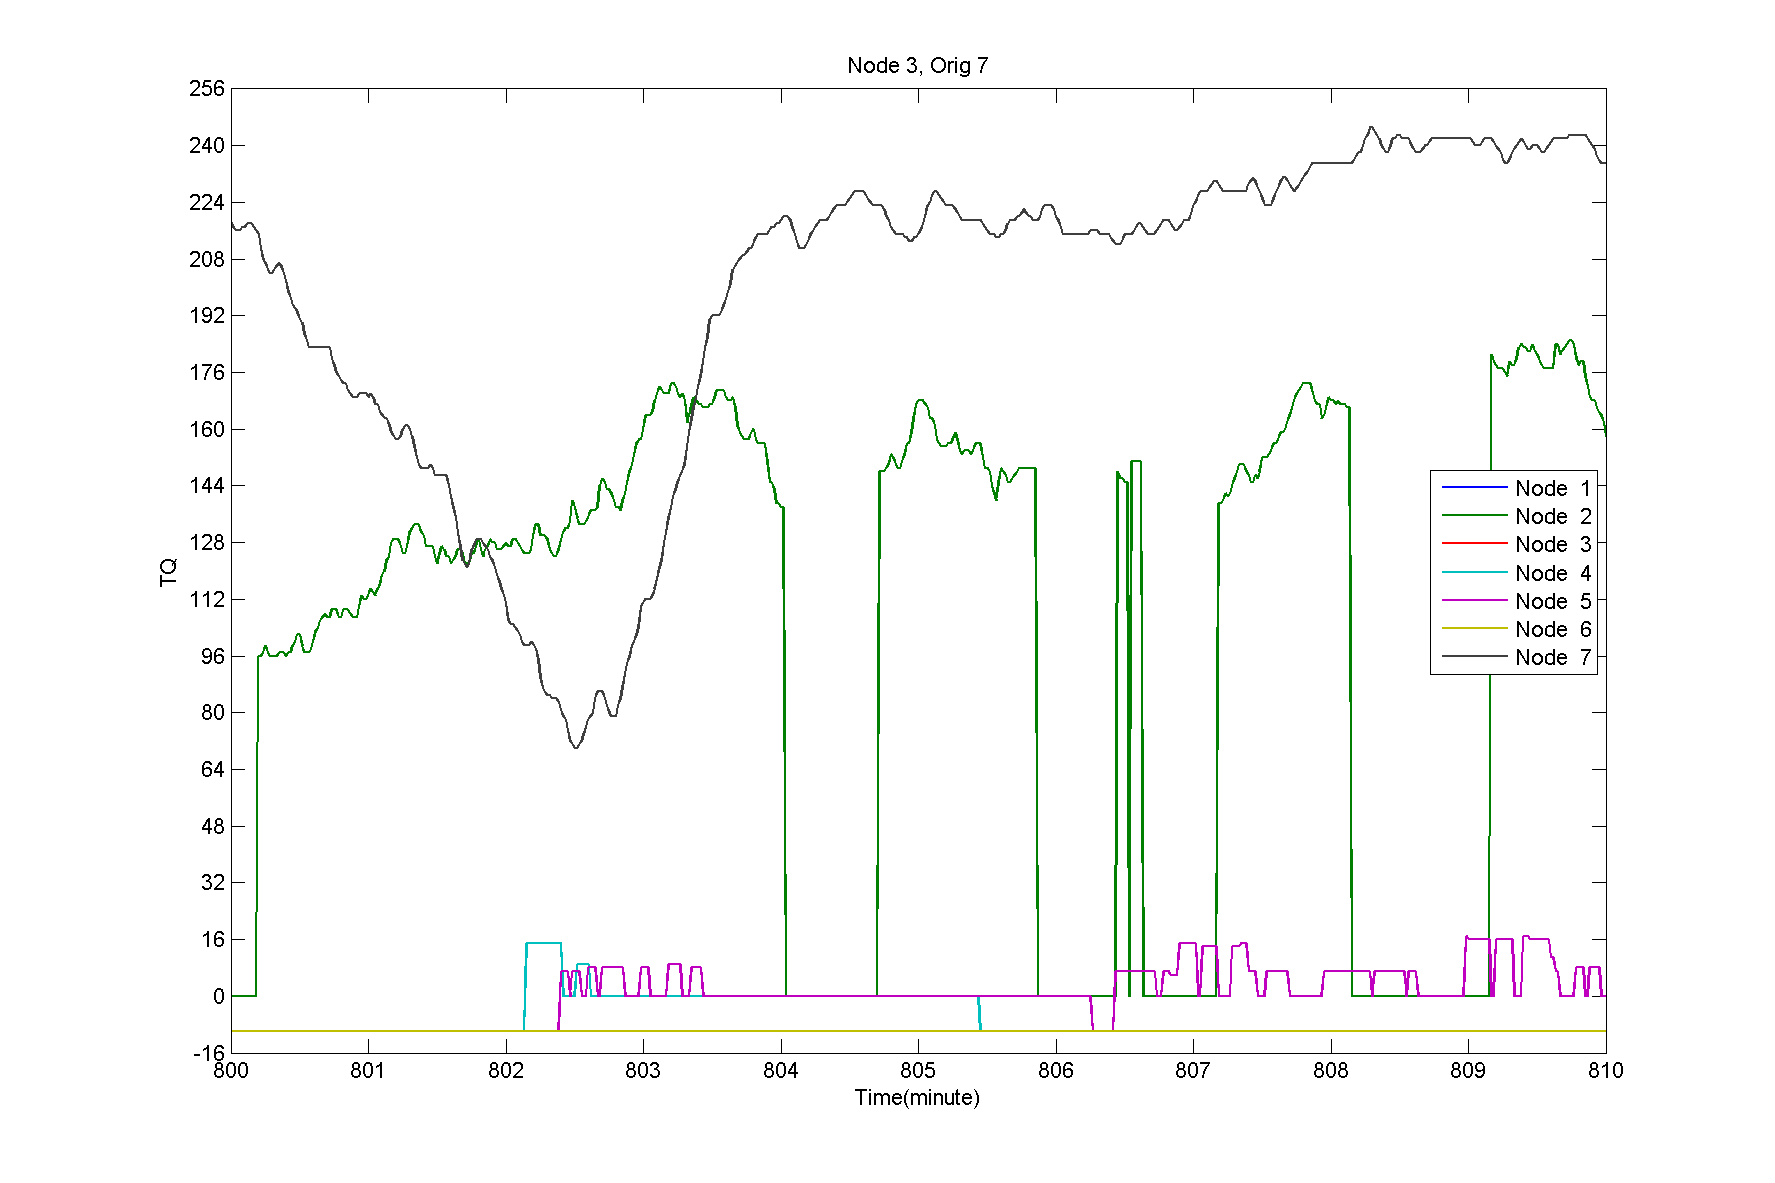 Node 3, Orig 7
256
240
224
208
192
176
160
144
128
112
96
80
64
48
32
16
0
-16
TQ
Node 1
Node 2
Node 3
Node 4
Node 5
Node 6
Node 7
800 801 802 803 804 805 806 807 808 809 810
Time(minute)